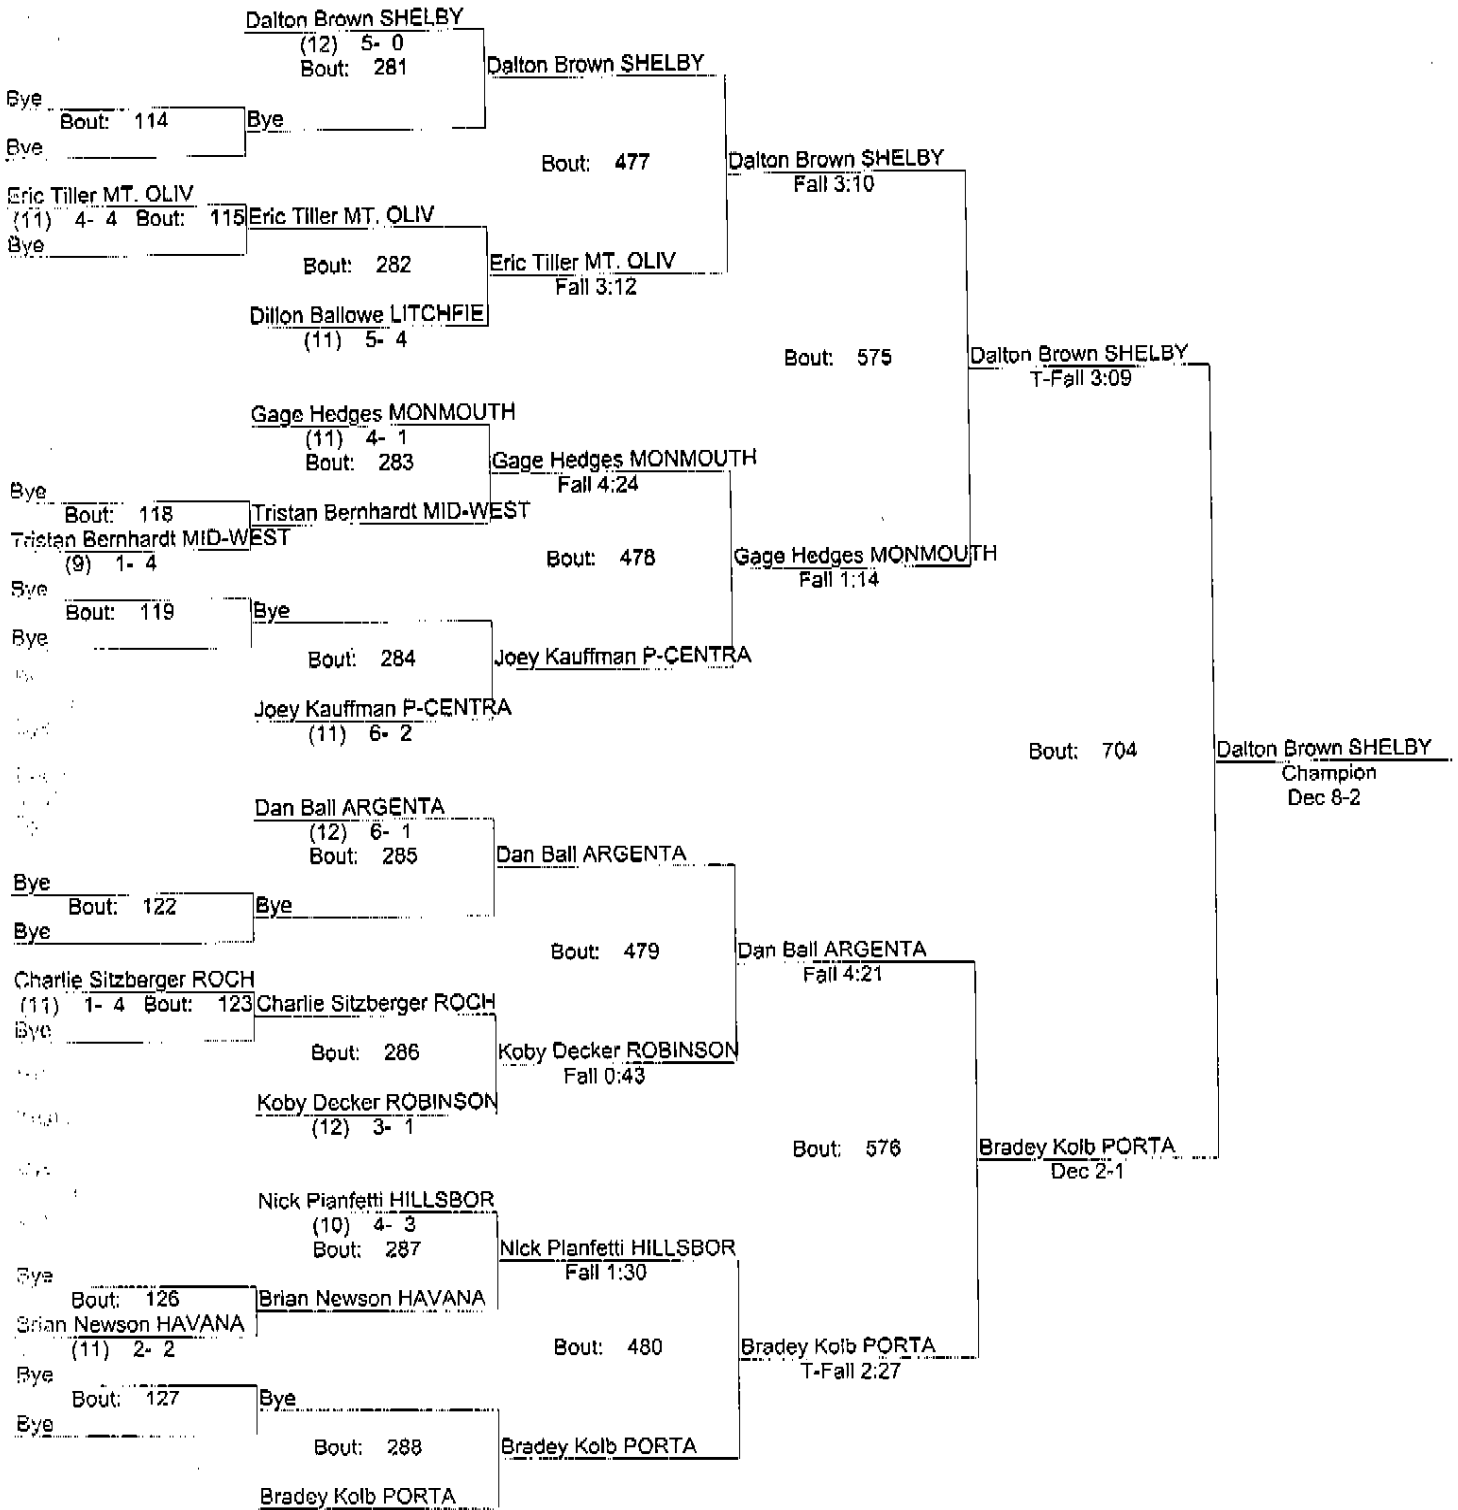 Dalton Brown SHELBY
(12) 5- 0
Bout: 281
Dalton Brown SHELBY
Bye
Bout: 114
Bye
Bye
Bout: 477
Dalton Brown SHELBY
Fall 3:10
Eric Tiller MT. OLIV
(11) 4- 4 Bout: 115
Eric Tiller MT. OLIV
Bye
Bout: 282
Eric Tiller MT. OLIV
Fall 3:12
Dillon Ballowe LITCHFIE
(11) 5- 4
Bout: 575
Dalton Brown SHELBY
T-Fall 3:09
Gage Hedges MONMOUTH
(11) 4- 1
Bout: 283
Gage Hedges MONMOUTH
Fall 4:24
Bye
Bout: 118
Tristan Bernhardt MID-WEST
Tristan Bernhardt MID-WEST
(9) 1- 4
Bout: 478
Gage Hedges MONMOUTH
Fall 1:14
Bye
Bout: 119
Bye
Bye
Bout: 284
Joey Kauffman P-CENTRA
Joey Kauffman P-CENTRA
(11) 6- 2
Bout: 704
Dalton Brown SHELBY
Champion
Dec 8-2
Dan Ball ARGENTA
(12) 6- 1
Bout: 285
Dan Ball ARGENTA
Bye
Bout: 122
Bye
Bye
Bout: 479
Dan Ball ARGENTA
Fall 4:21
Charlie Sitzberger ROCH
(11) 1- 4 Bout: 123
Charlie Sitzberger ROCH
Bye
Bout: 286
Koby Decker ROBINSON
Fall 0:43
Koby Decker ROBINSON
(12) 3- 1
Bout: 576
Bradey Kolb PORTA
Dec 2-1
Nick Pianfetti HILLSBOR
(10) 4- 3
Bout: 287
Nick Pianfetti HILLSBOR
Fall 1:30
Bye
Bout: 126
Brian Newson HAVANA
Brian Newson HAVANA
(11) 2- 2
Bout: 480
Bradey Kolb PORTA
T-Fall 2:27
Bye
Bout: 127
Bye
Bye
Bout: 288
Bradey Kolb PORTA
Bradey Kolb PORTA